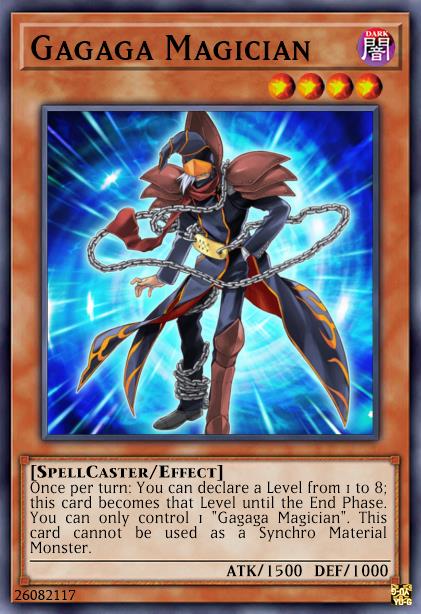 Gagaga Magician
DARK
闇
[SpellCaster/Effect]
Once per turn: You can declare a Level from 1 to 8;
this card becomes that Level until the End Phase.
You can only control 1 "Gagaga Magician". This
card cannot be used as a Synchro Material
Monster.
ATK/1500 DEF/1000
26082117